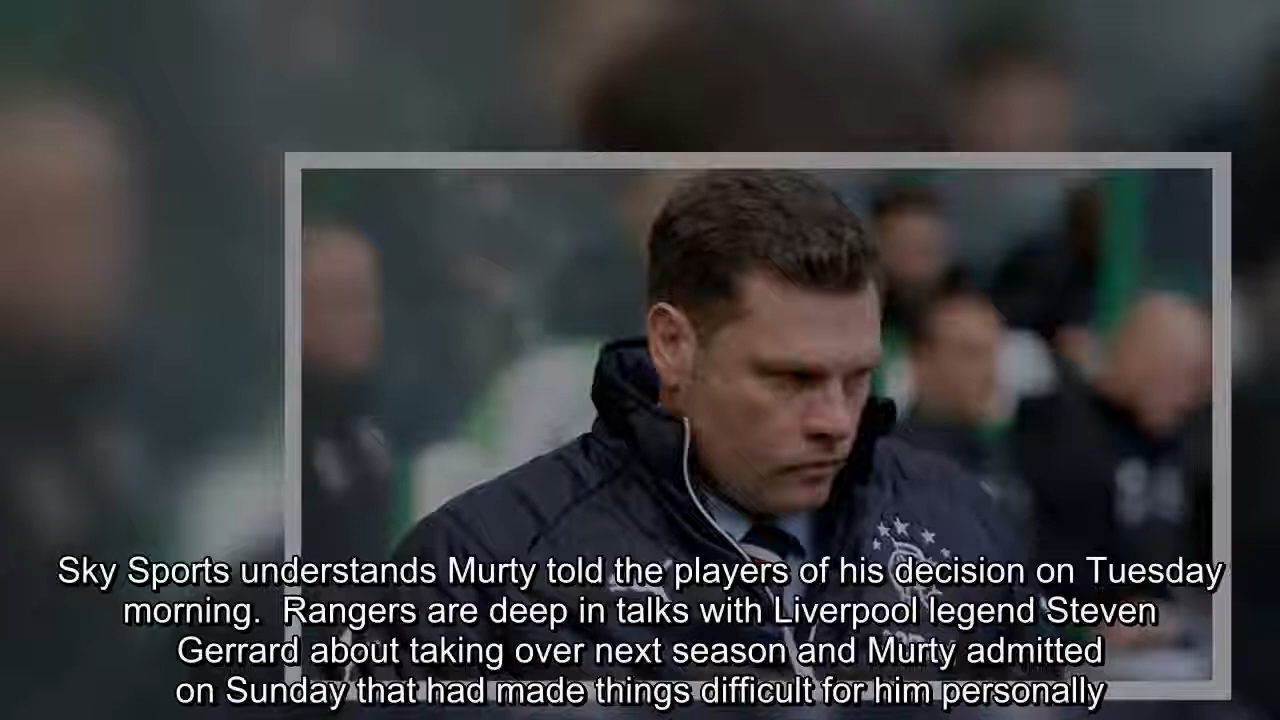 Sky Sports understands Murty told the players of his decision on Tuesday
morning.  Rangers are deep in talks with Liverpool legend Steven
Gerrard about taking over next season and Murty admitted
on Sunday that had made things difficult for him personally